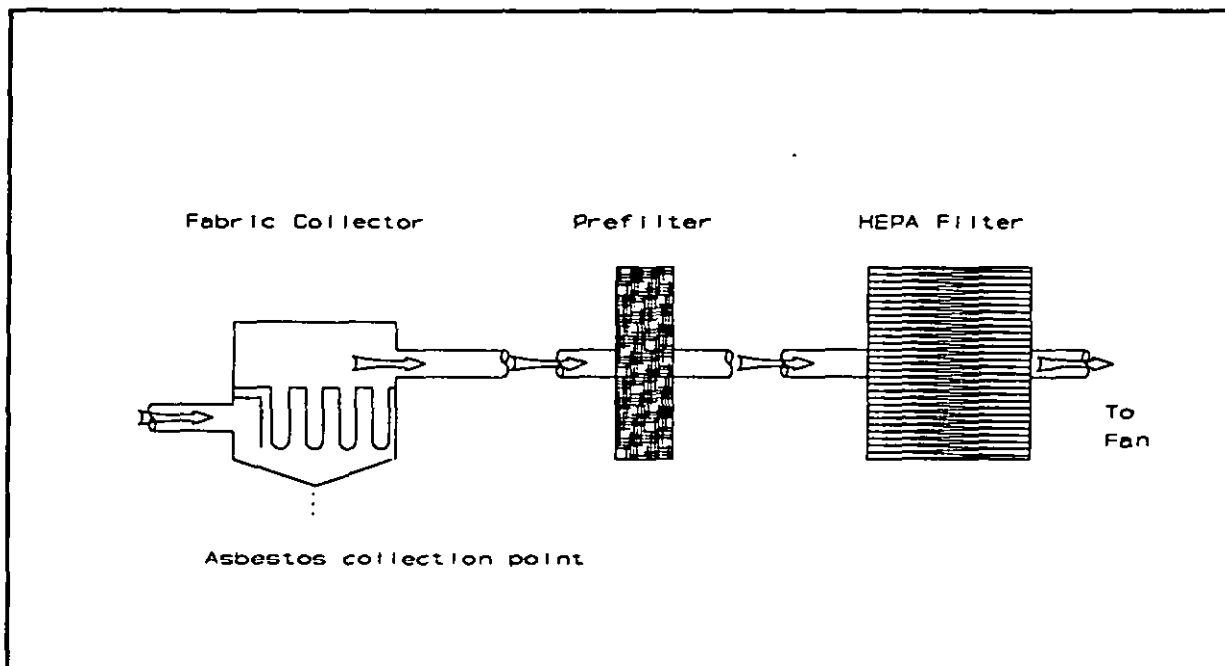 Fabric Collector
Prefilter
HEPA Filter
To
Fan
Asbestos collection point